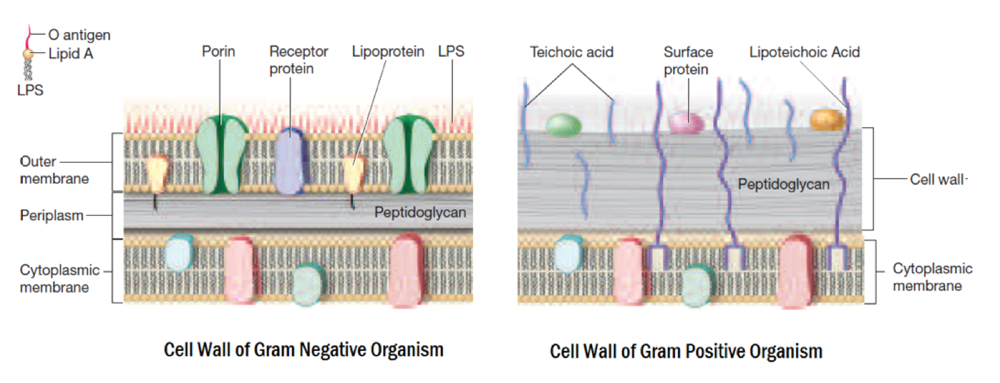 O antigen
Lipid A
LPS
Porin
Receptor
protein
Lipoprotein
LPS
Outer
membrane
Periplasm
Peptidoglycan
Cytoplasmic
membrane
Cell Wall of Gram Negative Organism
Teichoic acid
Surface
protein
Lipoteichoic Acid
Peptidoglycan
Cell wall
Cytoplasmic
membrane
Cell Wall of Gram Positive Organism